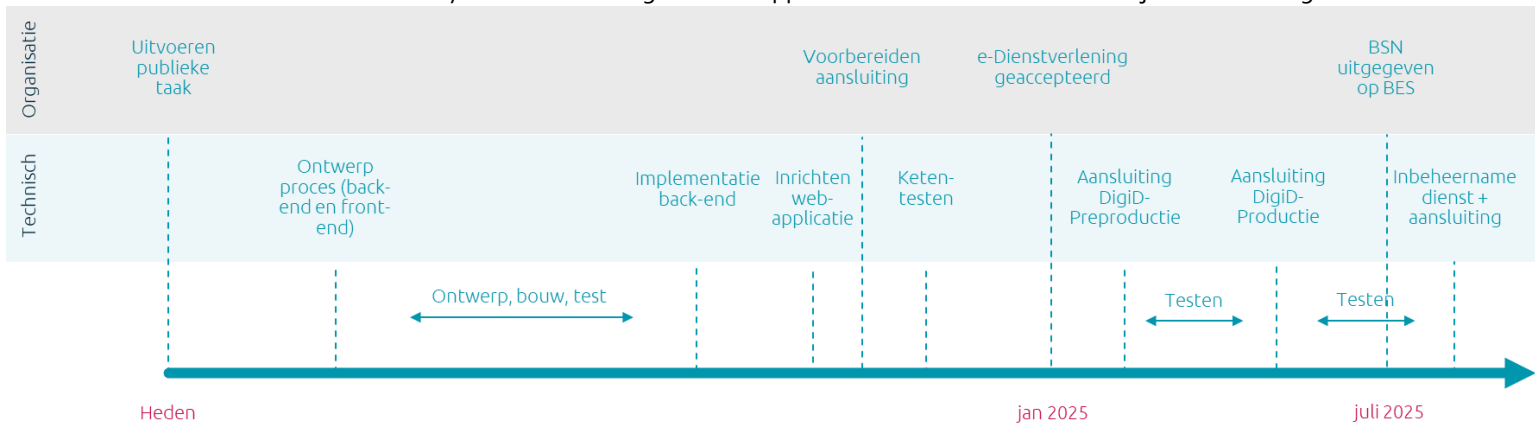 Organisatie
Uitvoeren
publieke
taak
Voorbereiden
aansluiting
e-Dienstverlening
geaccepteerd
BSN
uitgegeven
op BES
Technisch
Ontwerp
proces (back-
end en front-
end)
Implementatie
back-end
Inrichten
web-
applicatie
Keten-
testen
Aansluiting
DigiD-
Preproductie
Aansluiting
DigiD-
Productie
Inbeheername
dienst +
aansluiting
Ontwerp, bouw, test
Testen
Testen
Heden
jan 2025
juli 2025